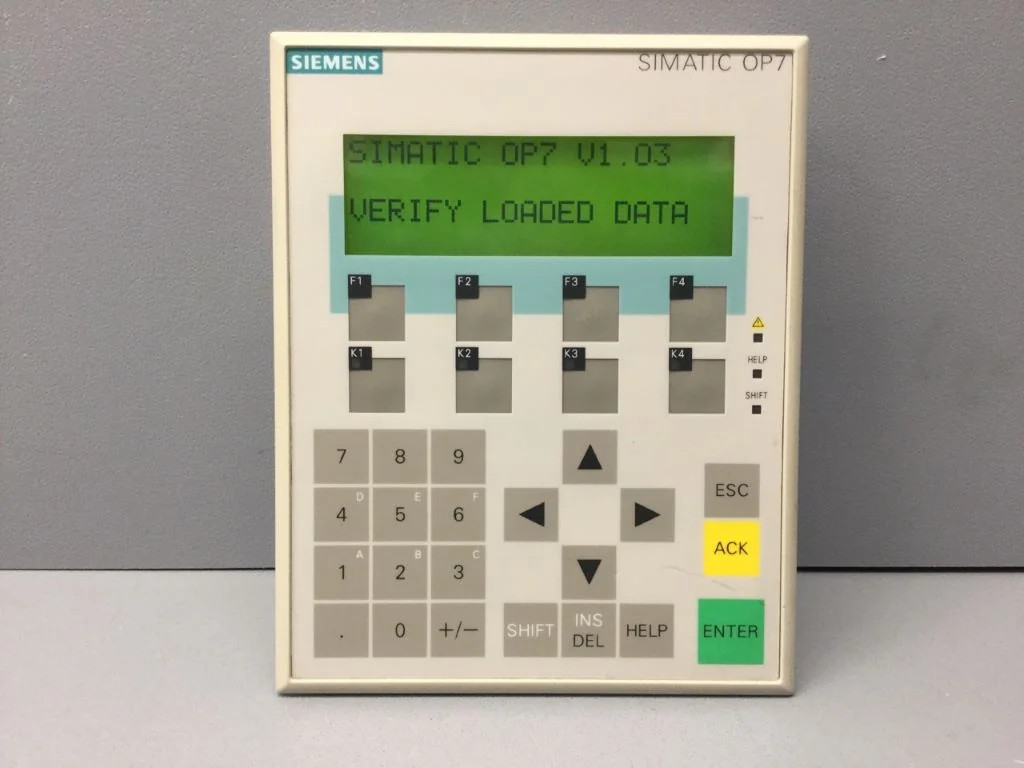 SIEMENS
SIMATIC OP7
SIMATIC OP7 V1.03
VERIFY LOADED DATA
F1 F2 F3 F4
K1 K2 K3 K4
HELP
SHIFT
7 8 9
ESC
4 D 5 E 6 F
ACK
1 A 2 B 3 C
. 0 +/−
SHIFT
INS
DEL
HELP
ENTER